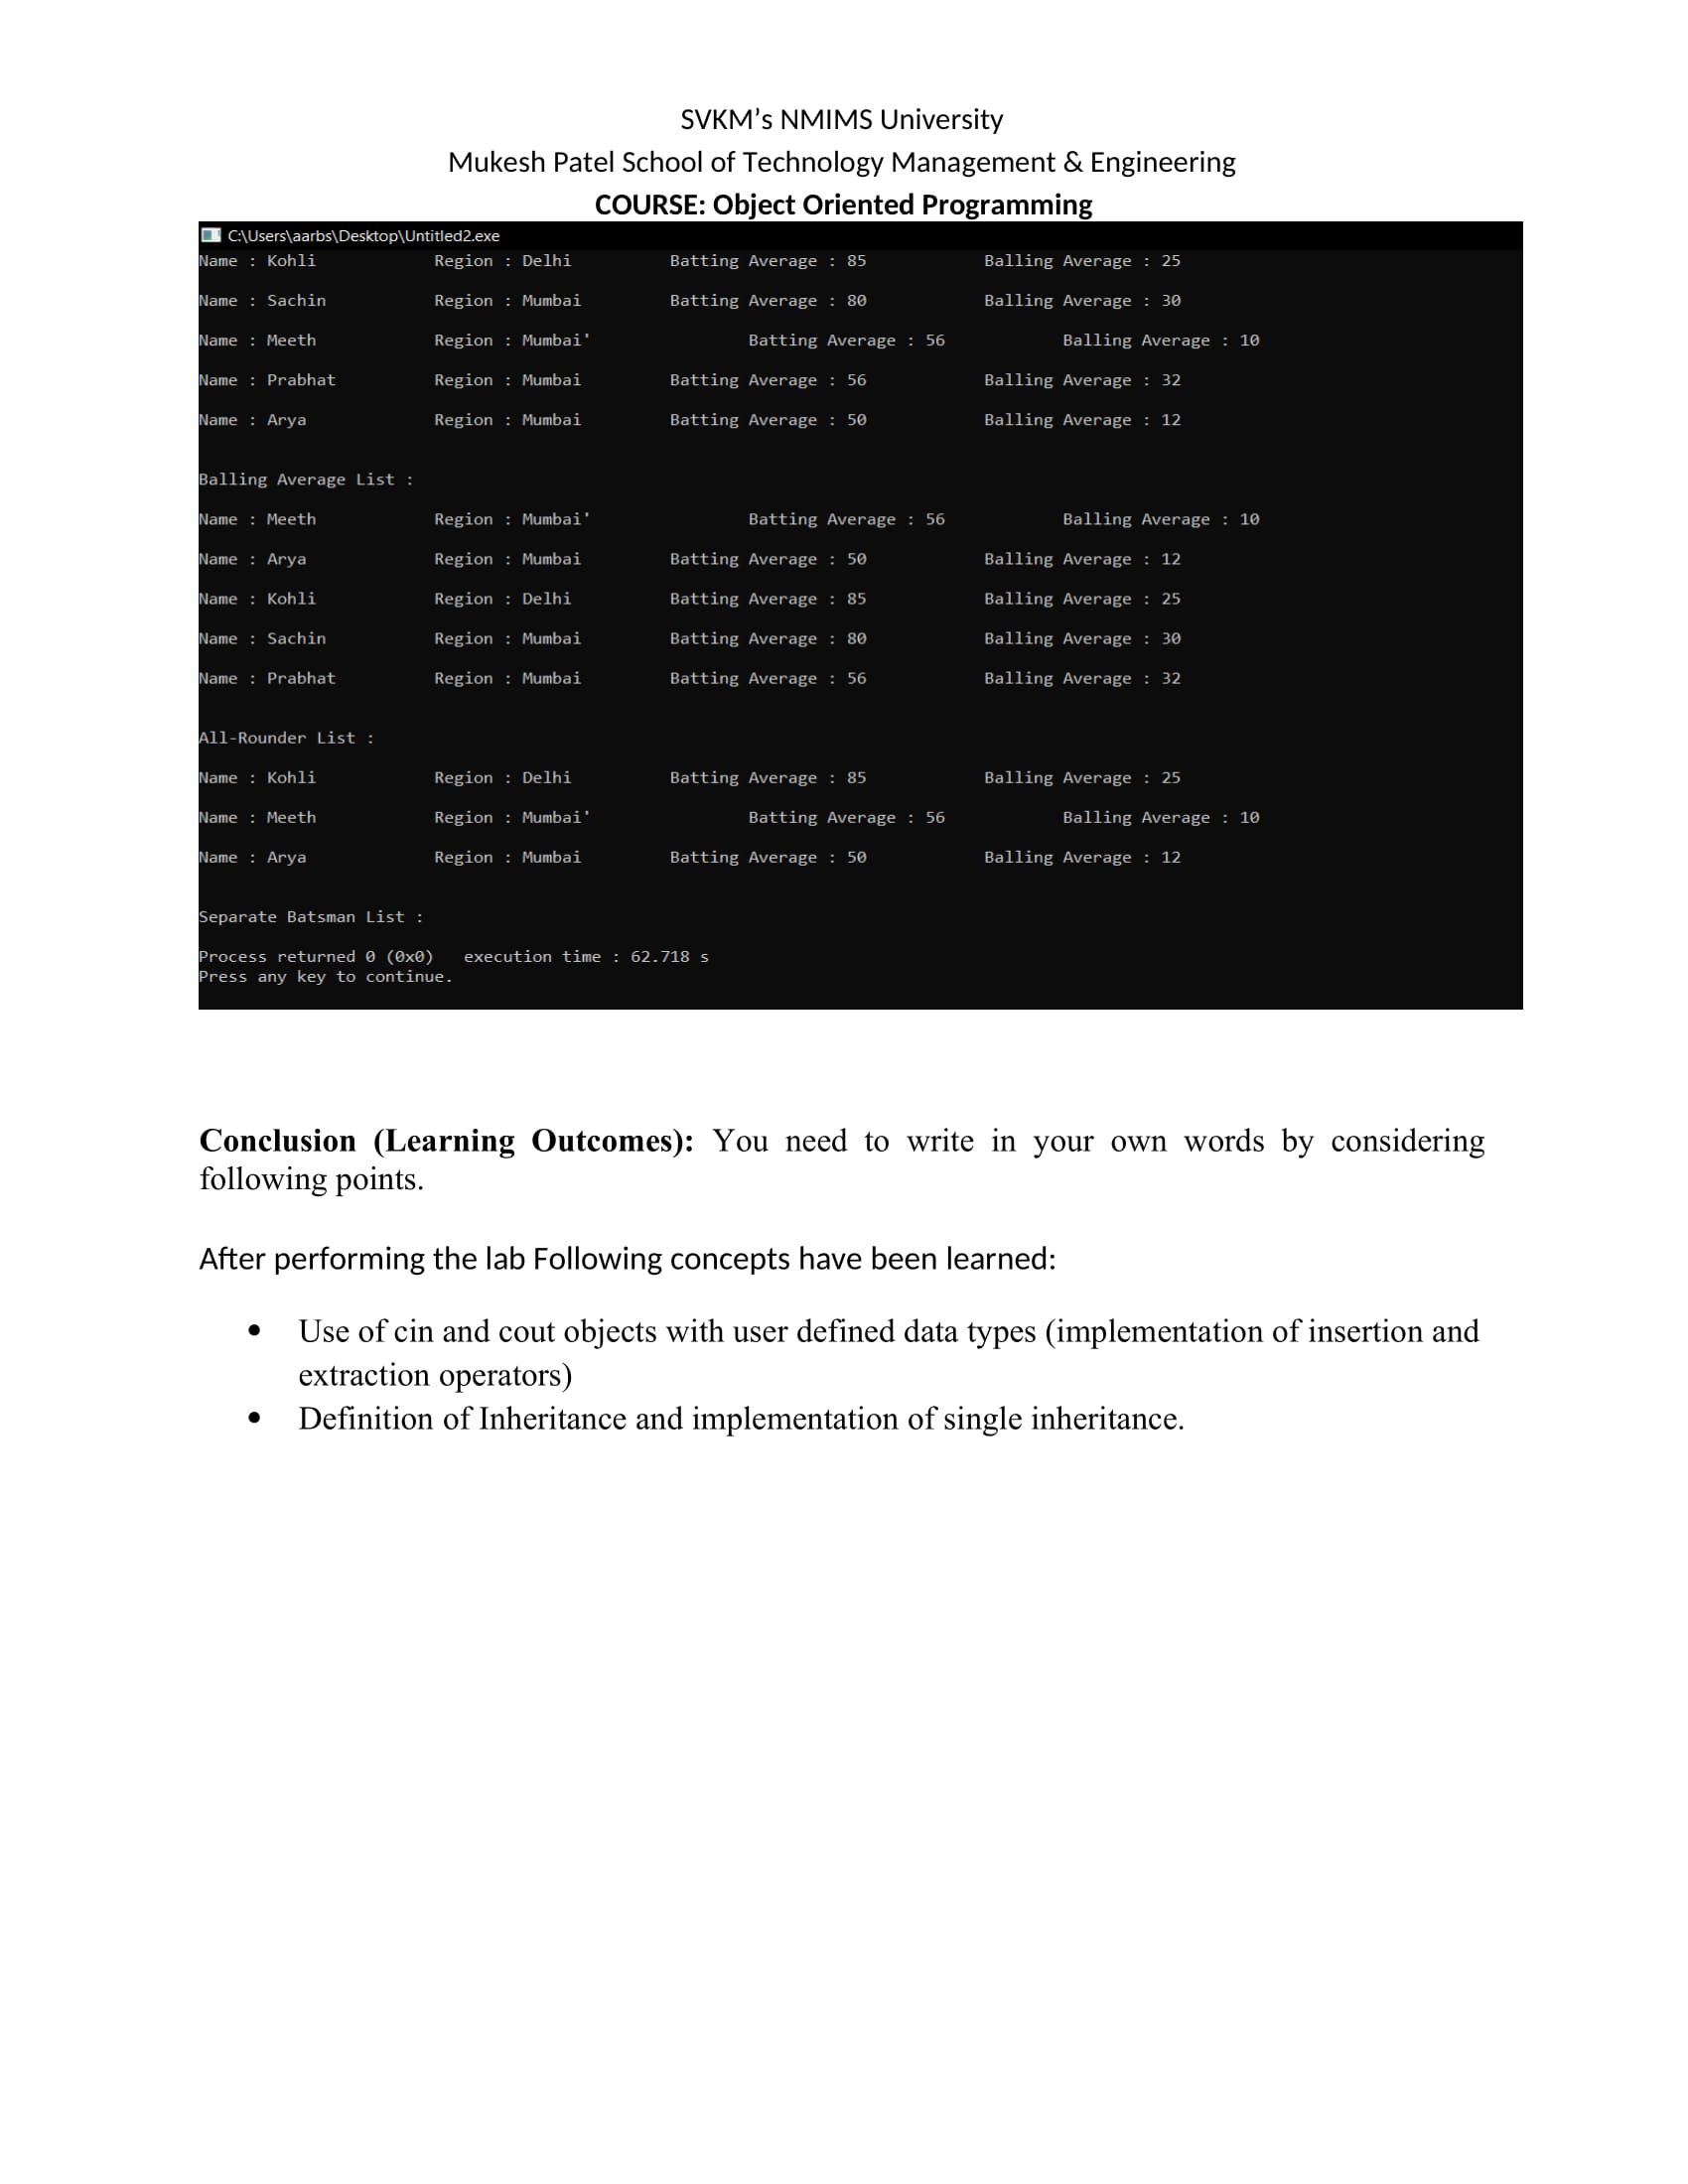 SVKM’s NMIMS University
Mukesh Patel School of Technology Management & Engineering
COURSE: Object Oriented Programming
C:\Users\aarbs\Desktop\Untitled2.exe
Name : Kohli Region : Delhi Batting Average : 85 Balling Average : 25
Name : Sachin Region : Mumbai Batting Average : 80 Balling Average : 30
Name : Meeth Region : Mumbai' Batting Average : 56 Balling Average : 10
Name : Prabhat Region : Mumbai Batting Average : 56 Balling Average : 32
Name : Arya Region : Mumbai Batting Average : 50 Balling Average : 12
Balling Average List :
Name : Meeth Region : Mumbai' Batting Average : 56 Balling Average : 10
Name : Arya Region : Mumbai Batting Average : 50 Balling Average : 12
Name : Kohli Region : Delhi Batting Average : 85 Balling Average : 25
Name : Sachin Region : Mumbai Batting Average : 80 Balling Average : 30
Name : Prabhat Region : Mumbai Batting Average : 56 Balling Average : 32
All-Rounder List :
Name : Kohli Region : Delhi Batting Average : 85 Balling Average : 25
Name : Meeth Region : Mumbai' Batting Average : 56 Balling Average : 10
Name : Arya Region : Mumbai Batting Average : 50 Balling Average : 12
Separate Batsman List :
Process returned 0 (0x0) execution time : 62.718 s
Press any key to continue.
Conclusion (Learning Outcomes): You need to write in your own words by considering
following points.
After performing the lab Following concepts have been learned:
• Use of cin and cout objects with user defined data types (implementation of insertion and
extraction operators)
• Definition of Inheritance and implementation of single inheritance.